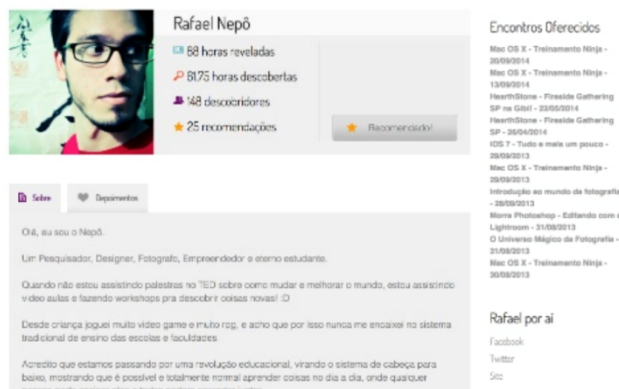 Rafael Nepô
88 horas reveladas
61,75 horas descobertas
148 descobridores
25 recomendações
Recomendado!
Sobre
Depoimentos
Olá, eu sou o Nepô.
Um Pesquisador, Designer, Fotografo, Empreendedor e eterno estudante.
Quando não estou assistindo palestras no TED sobre como mudar e melhorar o mundo, estou assistindo
video aulas e fazendo workshops pra descobrir coisas novas! :D
Desde criança joguei muito video game e muito rpg, e acho que por isso nunca me encaixei no sistema
tradicional de ensino das escolas e faculdades.
Acredito que estamos passando por uma revolução educacional, virando o sistema de cabeça para
baixo, mostrando que é possível e totalmente normal aprender coisas no dia a dia, onde qualquer
Encontros Oferecidos
Mac OS X - Treinamento Ninja -
20/09/2014
Mac OS X - Treinamento Ninja -
13/09/2014
HearthStone - Fireside Gathering
SP na Gibi! - 23/05/2014
HearthStone - Fireside Gathering
SP - 26/04/2014
IOS 7 - Tudo e mais um pouco -
29/09/2013
Mac OS X - Treinamento Ninja -
29/09/2013
Introdução ao mundo da fotografia
- 28/09/2013
Morra Photoshop - Editando com o
Lightroom - 31/08/2013
O Universo Mágico da Fotografia -
31/08/2013
Mac OS X - Treinamento Ninja -
30/08/2013
Rafael por aí
Facebook
Twitter
Site